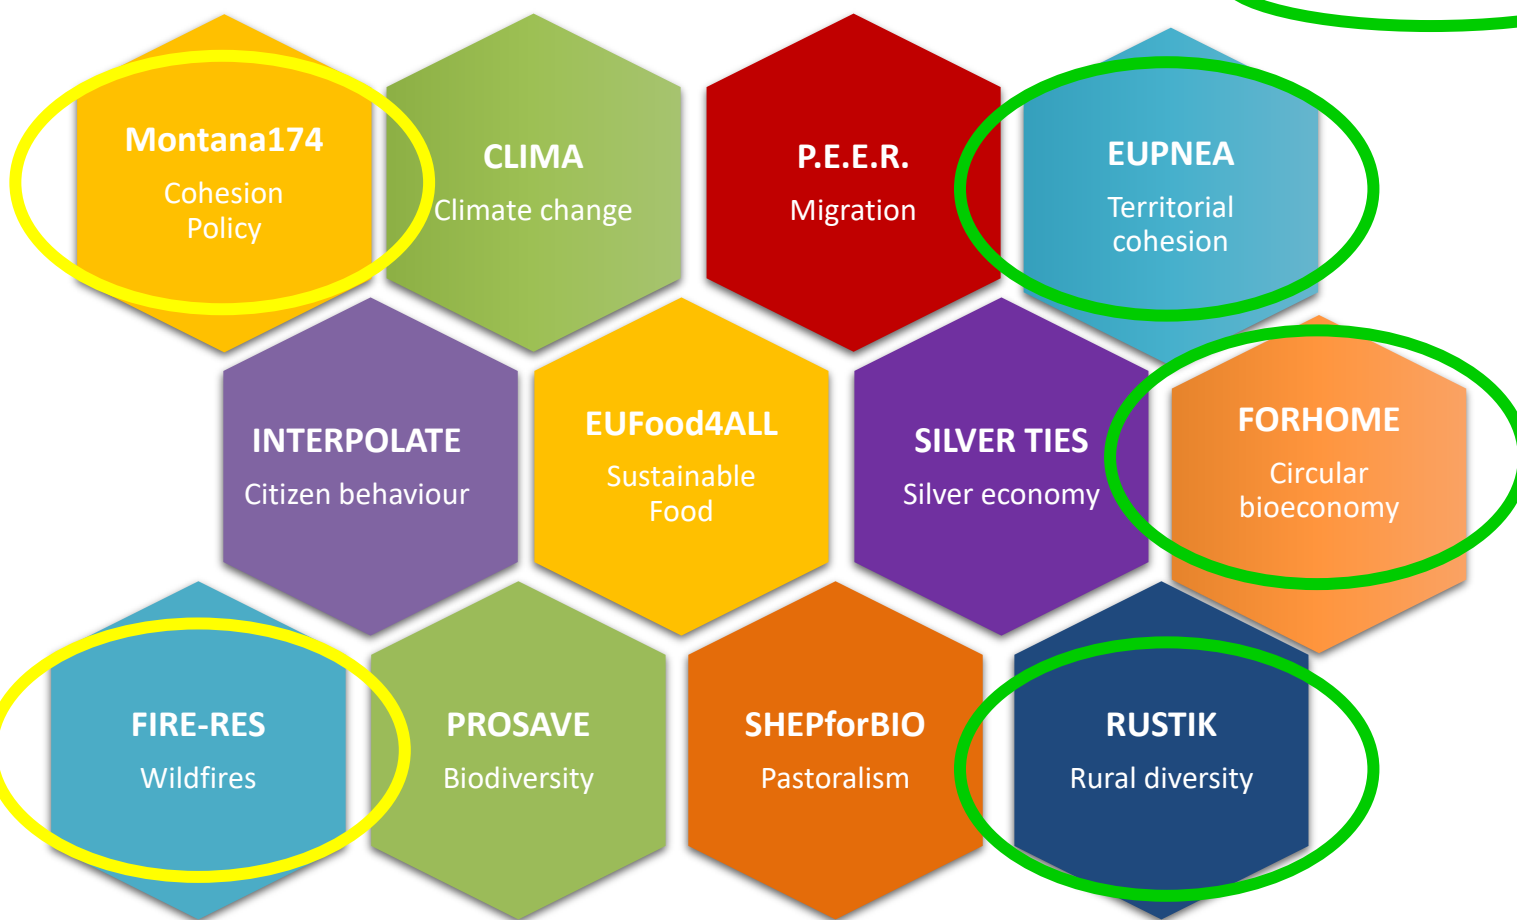 Montana174
Cohesion
Policy
CLIMA
Climate change
P.E.E.R.
Migration
EUPNEA
Territorial
cohesion
INTERPOLATE
Citizen behaviour
EUFood4ALL
Sustainable
Food
SILVER TIES
Silver economy
FORHOME
Circular
bioeconomy
FIRE-RES
Wildfires
PROSAVE
Biodiversity
SHEPforBIO
Pastoralism
RUSTIK
Rural diversity